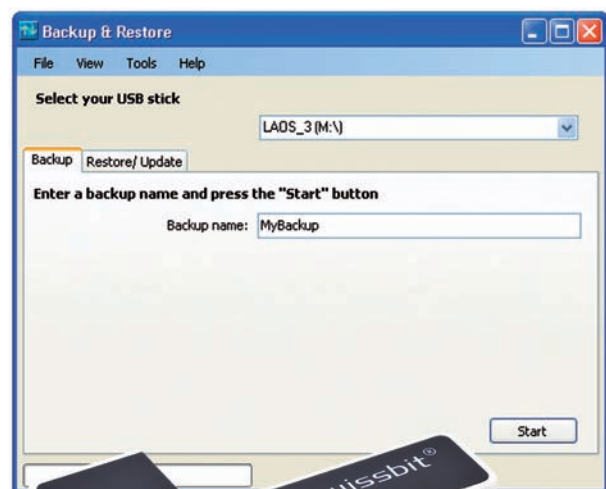 Backup & Restore
File View Tools Help
Select your USB stick
LAOS_3 (M:\)
Backup Restore/ Update
Enter a backup name and press the "Start" button
Backup name: MyBackup
Start